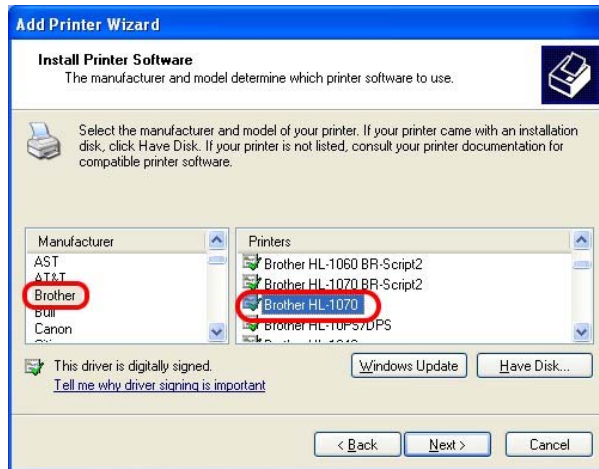 Add Printer Wizard
Install Printer Software
The manufacturer and model determine which printer software to use.
Select the manufacturer and model of your printer. If your printer came with an installation
disk, click Have Disk. If your printer is not listed, consult your printer documentation for
compatible printer software.
Manufacturer
AST
AT&T
Brother
Bull
Canon
Printers
Brother HL-1060 BR-Script2
Brother HL-1070 BR-Script2
Brother HL-1070
Brother HL-10PS7DPS
This driver is digitally signed.
Tell me why driver signing is important
Windows Update
Have Disk...
< Back
Next >
Cancel